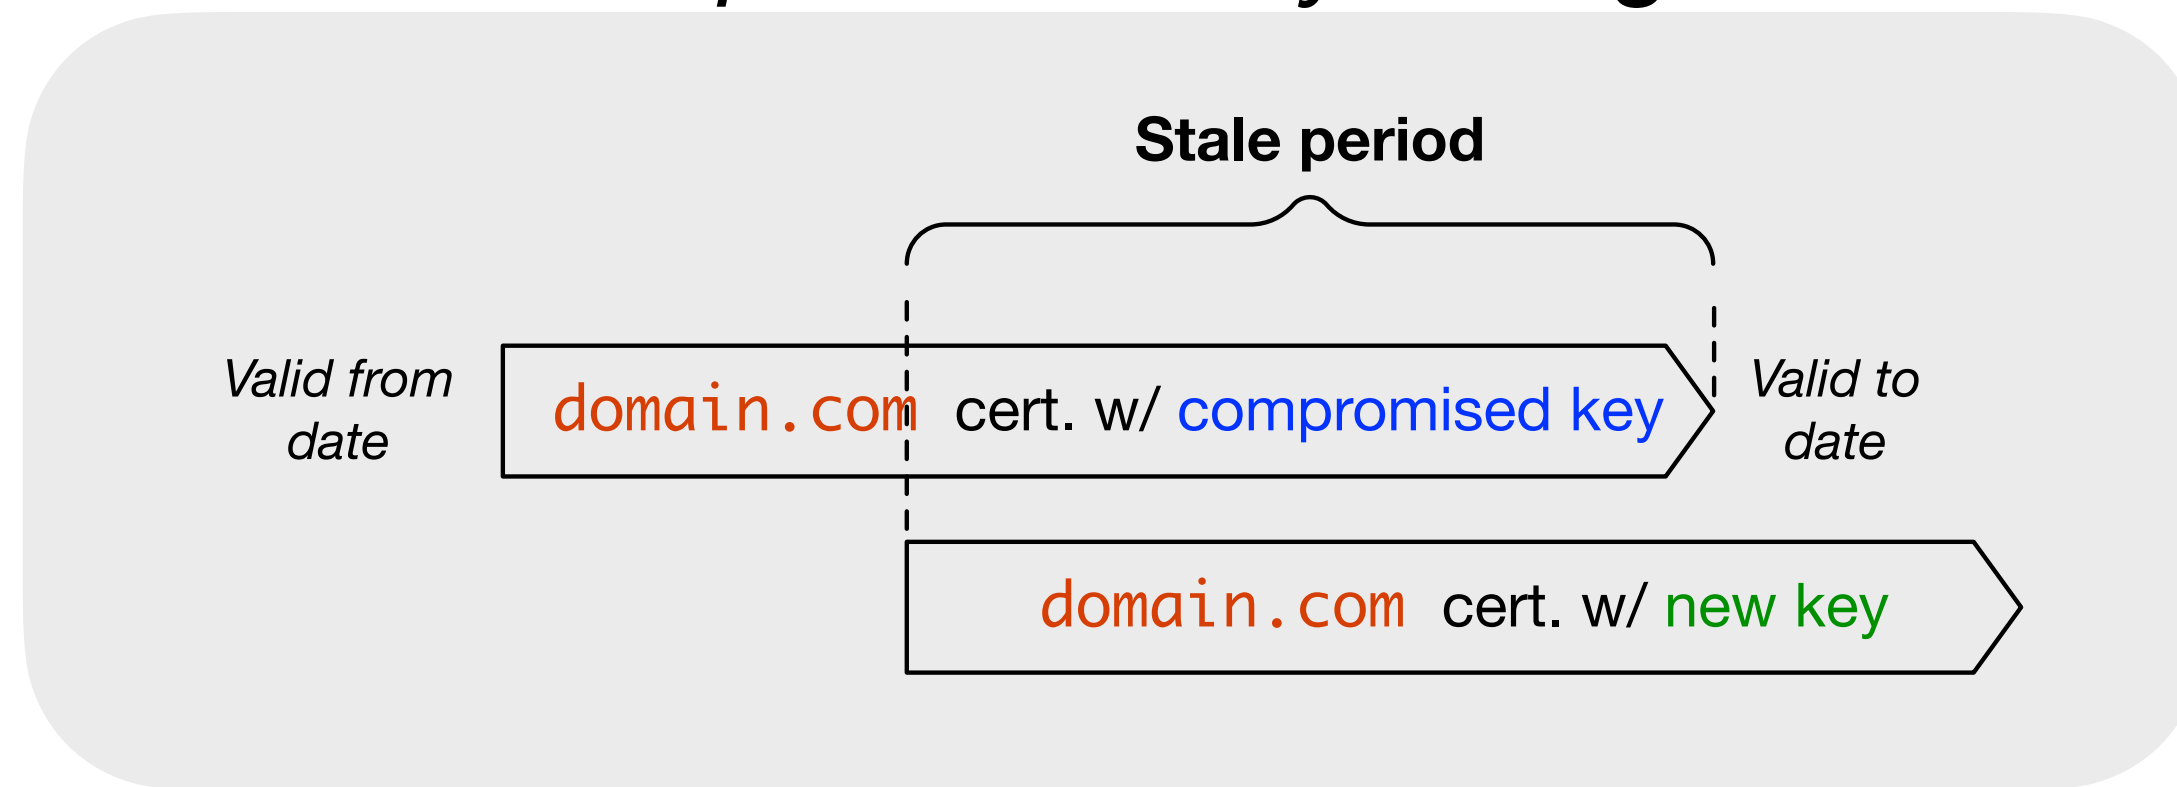 Stale period
Valid from
date
domain.com cert. w/ compromised key
Valid to
date
domain.com cert. w/ new key